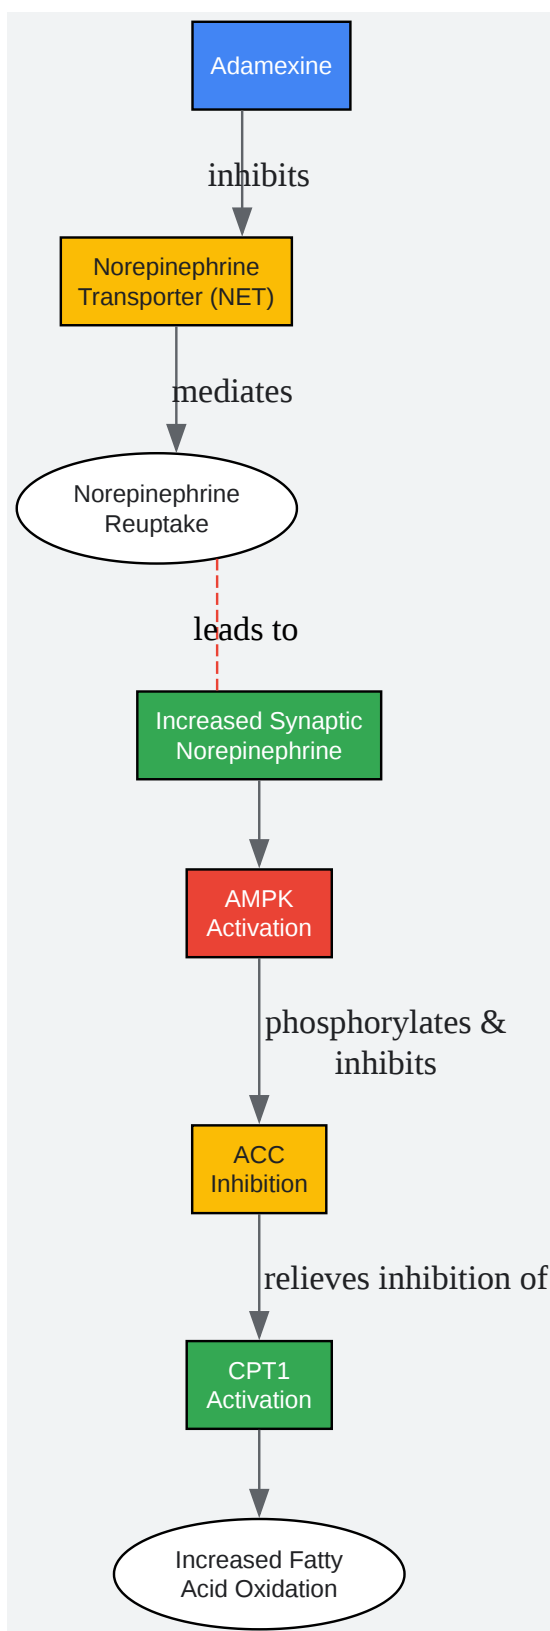 Adamexine
inhibits
Norepinephrine
Transporter (NET)
mediates
Norepinephrine
Reuptake
leads to
Increased Synaptic
Norepinephrine
AMPK
Activation
phosphorylates &
inhibits
ACC
Inhibition
relieves inhibition of
CPT1
Activation
Increased Fatty
Acid Oxidation